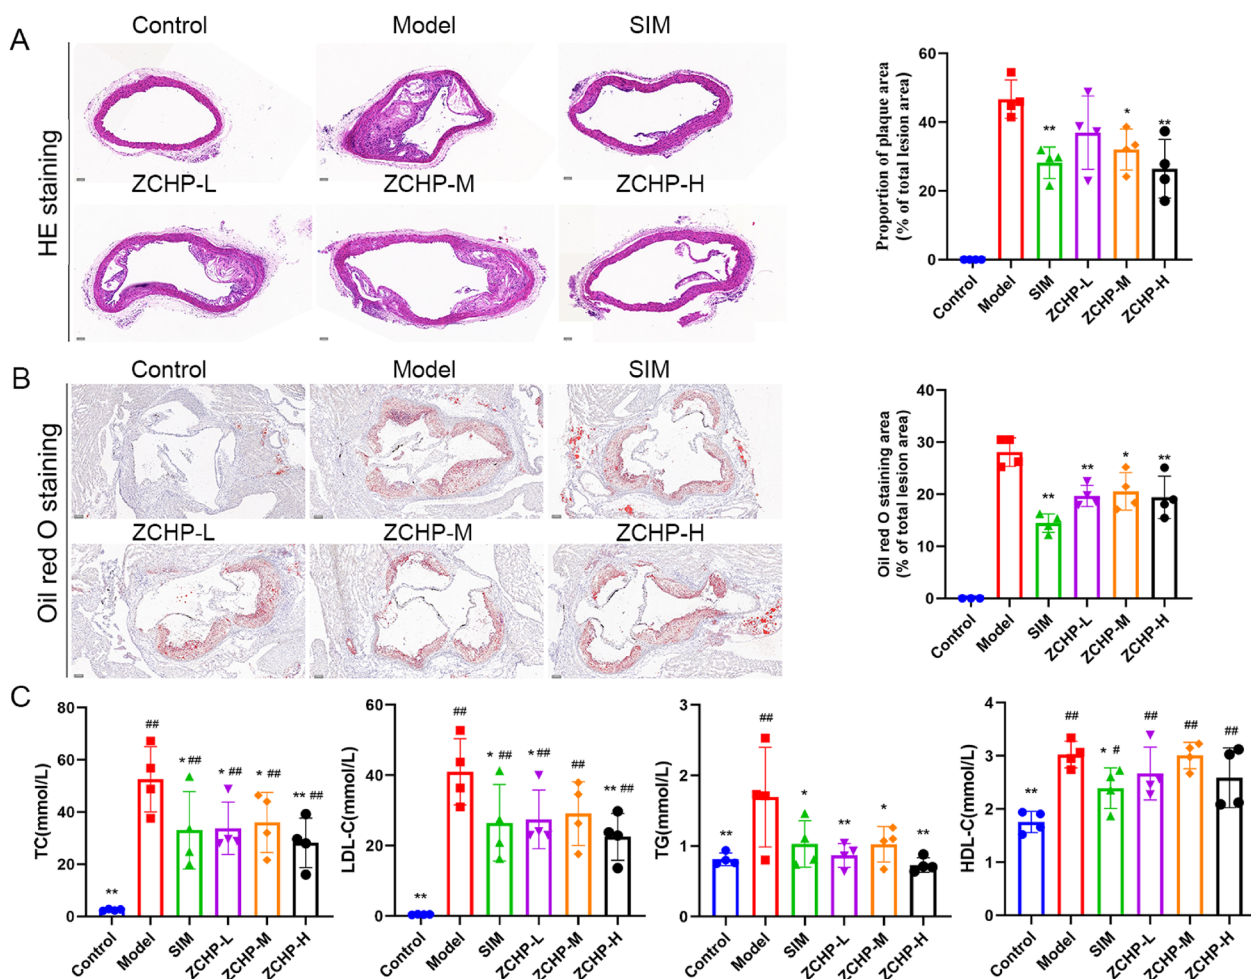 A
HE staining
Control
Model
SIM
ZCHP-L
ZCHP-M
ZCHP-H
Proportion of plaque area
(% of total lesion area)
60
40
20
0
**
*
**
Control
Model
SIM
ZCHP-L
ZCHP-M
ZCHP-H
B
Oil red O staining
Control
Model
SIM
ZCHP-L
ZCHP-M
ZCHP-H
Oil red O staining area
(% of total lesion area)
40
30
20
10
0
**
**
*
**
Control
Model
SIM
ZCHP-L
ZCHP-M
ZCHP-H
C
TC(mmol/L)
80
60
40
20
0
**
##
* ##
* ##
* ##
** ##
Control
Model
SIM
ZCHP-L
ZCHP-M
ZCHP-H
LDL-C(mmol/L)
60
40
20
0
**
##
* ##
* ##
##
** ##
Control
Model
SIM
ZCHP-L
ZCHP-M
ZCHP-H
TG(mmol/L)
3
2
1
0
**
##
*
**
*
**
Control
Model
SIM
ZCHP-L
ZCHP-M
ZCHP-H
HDL-C(mmol/L)
4
3
2
1
0
**
##
* #
##
##
##
Control
Model
SIM
ZCHP-L
ZCHP-M
ZCHP-H